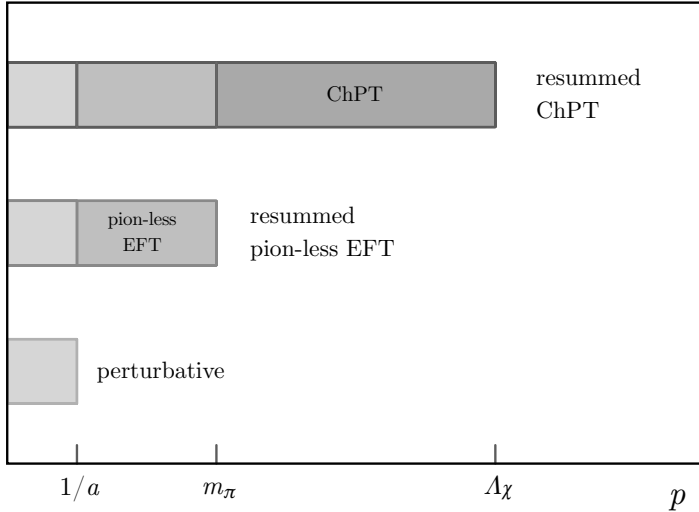 ChPT
resummed
ChPT
pion-less
EFT
resummed
pion-less EFT
perturbative
1/a
m_π
Λ_χ
p